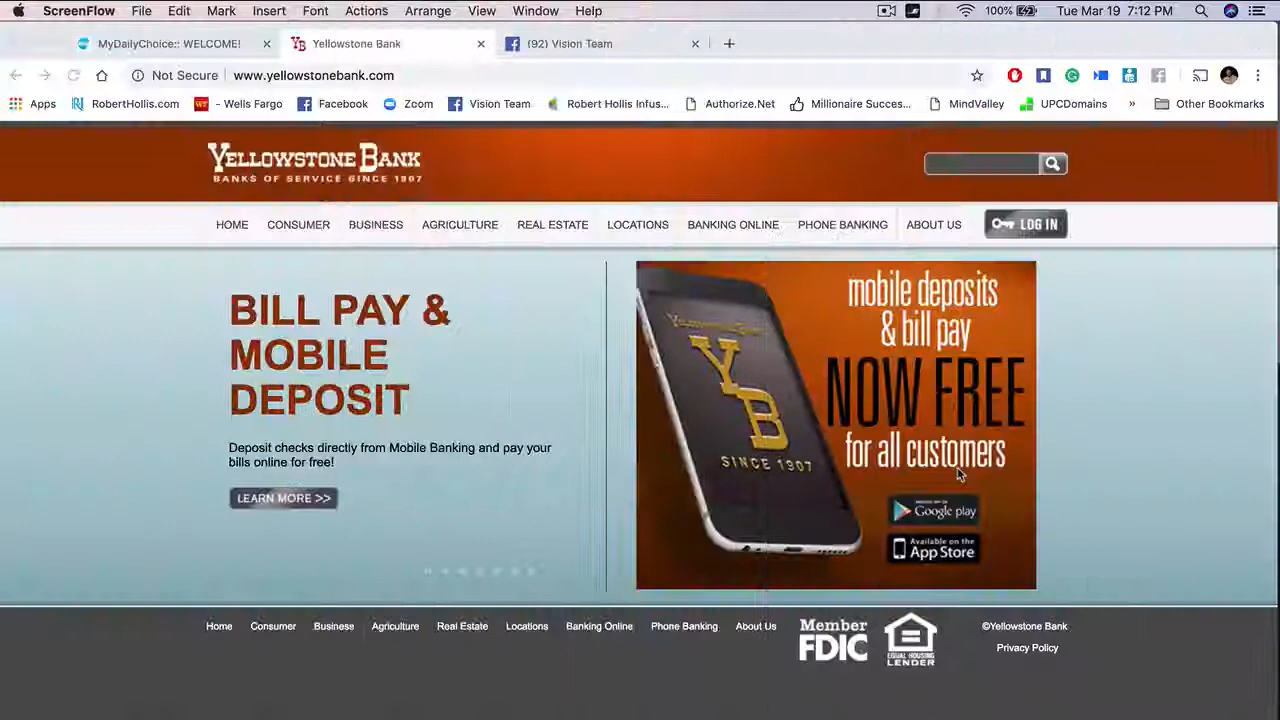 ScreenFlow File Edit Mark Insert Font Actions Arrange View Window Help 100% Tue Mar 19 7:12 PM
MyDailyChoice:: WELCOME! Yellowstone Bank (92) Vision Team
Not Secure www.yellowstonebank.com
Apps RobertHollis.com - Wells Fargo Facebook Zoom Vision Team Robert Hollis Infus... Authorize.Net Millionaire Succes... MindValley UPCDomains » Other Bookmarks
YELLOWSTONE BANK
BANKS OF SERVICE SINCE 1907
HOME CONSUMER BUSINESS AGRICULTURE REAL ESTATE LOCATIONS BANKING ONLINE PHONE BANKING ABOUT US LOG IN
BILL PAY &
MOBILE
DEPOSIT
Deposit checks directly from Mobile Banking and pay your
bills online for free!
LEARN MORE >>
YELLOWSTONE BANK
YB
SINCE 1907
mobile deposits
& bill pay
NOW FREE
for all customers
Google play
Available on the
App Store
Home Consumer Business Agriculture Real Estate Locations Banking Online Phone Banking About Us
Member
FDIC
EQUAL HOUSING
LENDER
©Yellowstone Bank
Privacy Policy